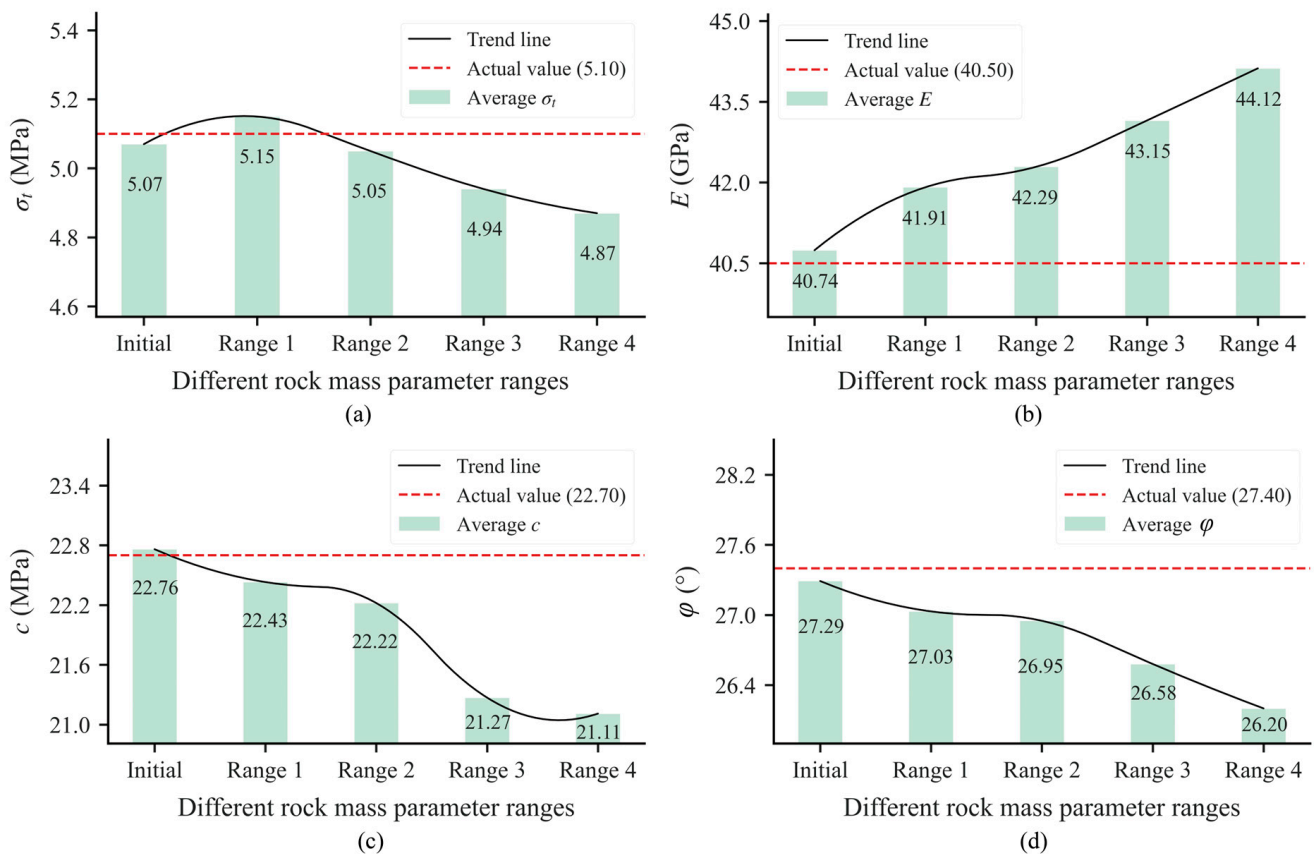 5.4
5.2
5.0
4.8
4.6
σt (MPa)
Trend line
Actual value (5.10)
Average σt
5.07
5.15
5.05
4.94
4.87
Initial
Range 1
Range 2
Range 3
Range 4
Different rock mass parameter ranges
(a)
45.0
43.5
42.0
40.5
E (GPa)
Trend line
Actual value (40.50)
Average E
40.74
41.91
42.29
43.15
44.12
Initial
Range 1
Range 2
Range 3
Range 4
Different rock mass parameter ranges
(b)
23.4
22.8
22.2
21.6
21.0
c (MPa)
Trend line
Actual value (22.70)
Average c
22.76
22.43
22.22
21.27
21.11
Initial
Range 1
Range 2
Range 3
Range 4
Different rock mass parameter ranges
(c)
28.2
27.6
27.0
26.4
φ (°)
Trend line
Actual value (27.40)
Average φ
27.29
27.03
26.95
26.58
26.20
Initial
Range 1
Range 2
Range 3
Range 4
Different rock mass parameter ranges
(d)